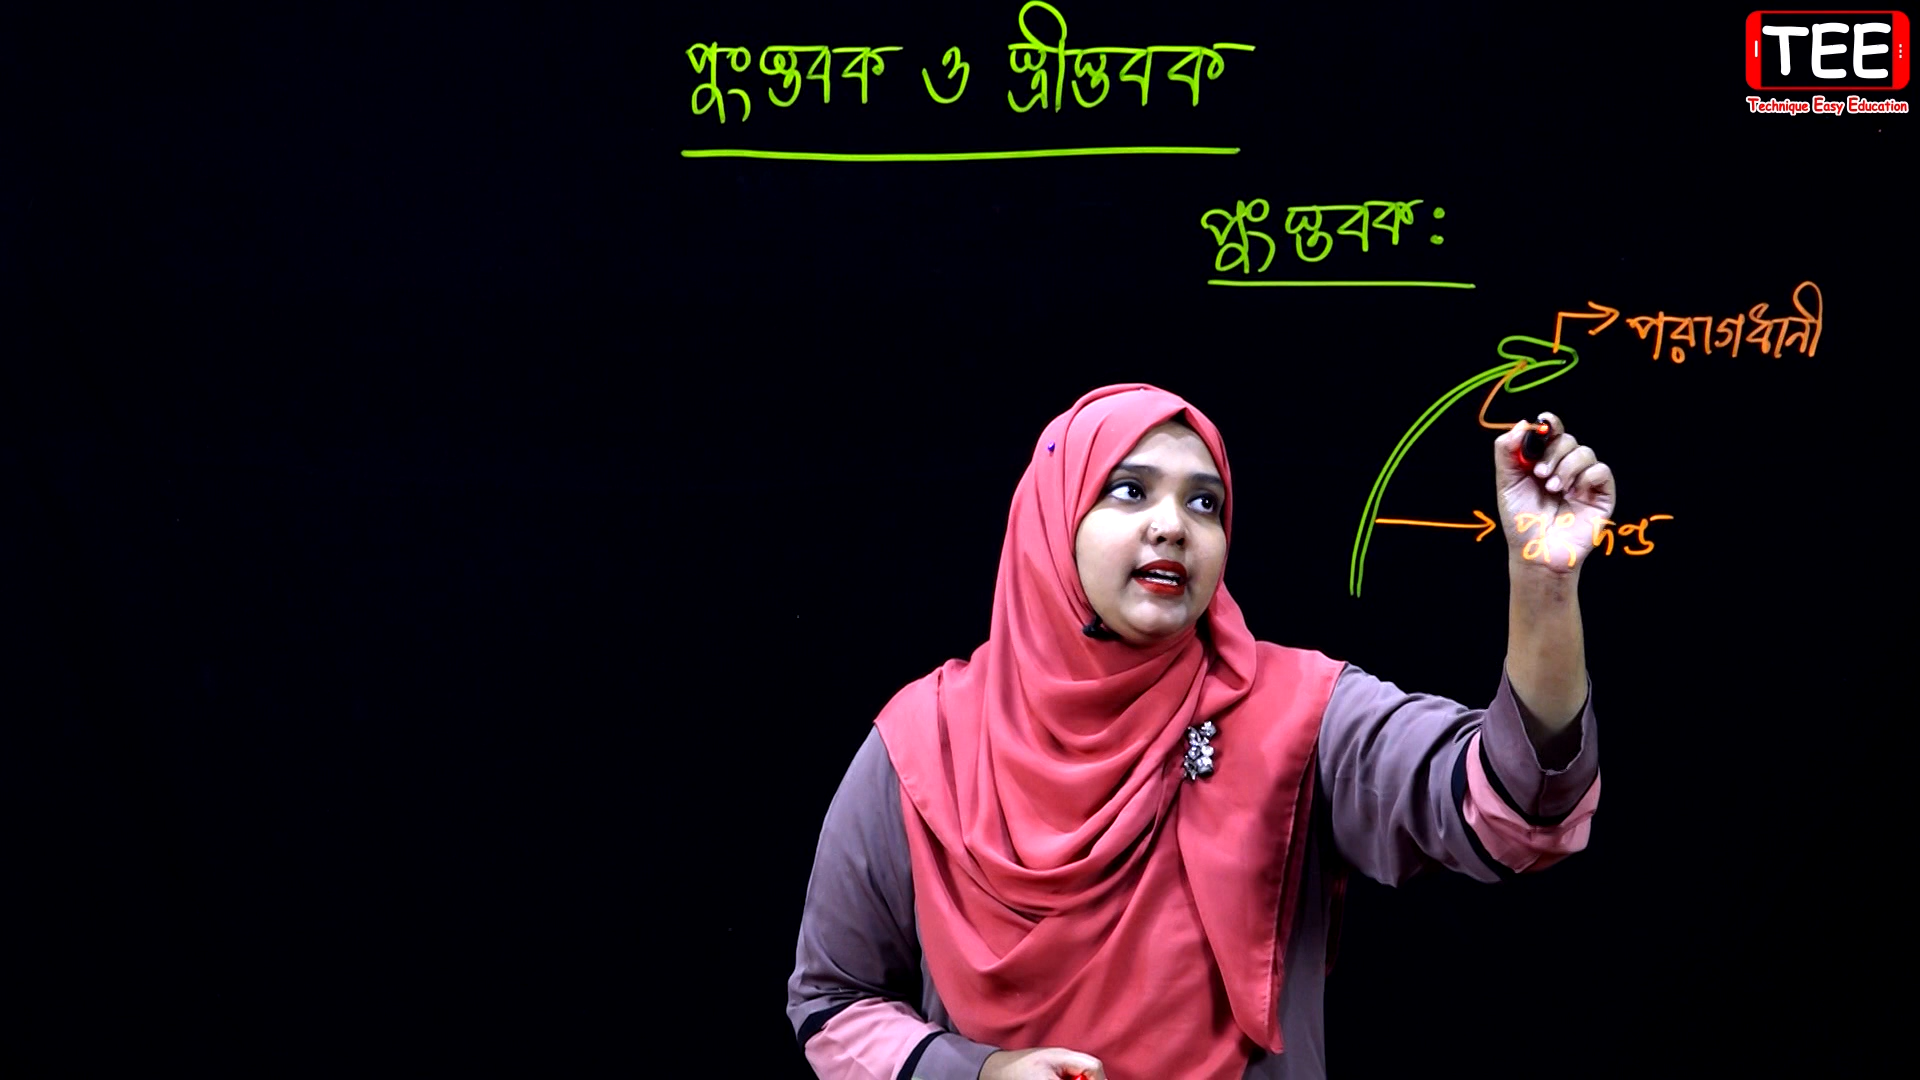 পুংস্তবক ও স্ত্রীস্তবক
TEE
Technique Easy Education
পুংস্তবক:
পরাগধানী
পুংদণ্ড